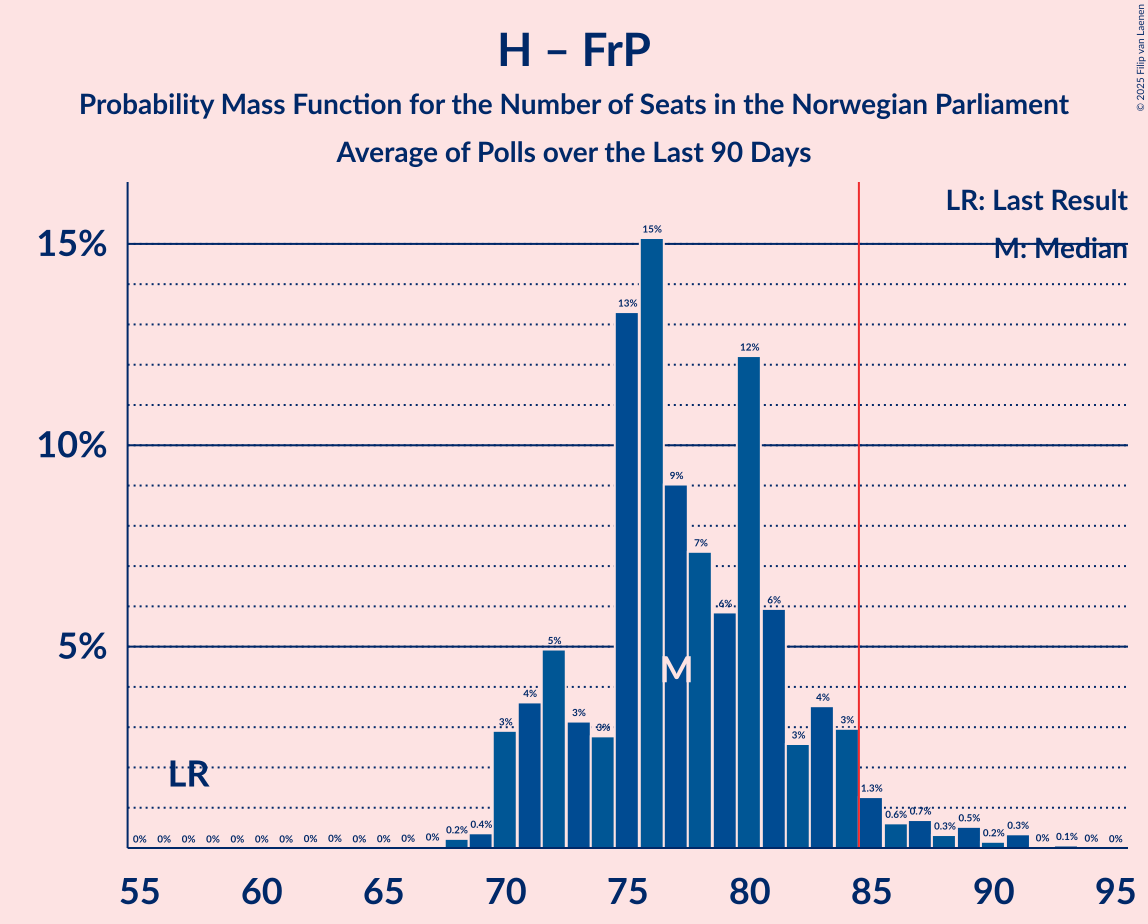 H – FrP
Probability Mass Function for the Number of Seats in the Norwegian Parliament
Average of Polls over the Last 90 Days
© 2025 Filip van Laenen
LR: Last Result
M: Median
15%
10%
5%
0% 0% 0% 0% 0% 0% 0% 0% 0% 0% 0% 0% 0% 0.2% 0.4% 3% 4% 5% 3% 3% 13% 15% 9% 7% 6% 12% 6% 3% 4% 3% 1.3% 0.6% 0.7% 0.3% 0.5% 0.2% 0.3% 0% 0.1% 0% 0%
M
LR
55 60 65 70 75 80 85 90 95